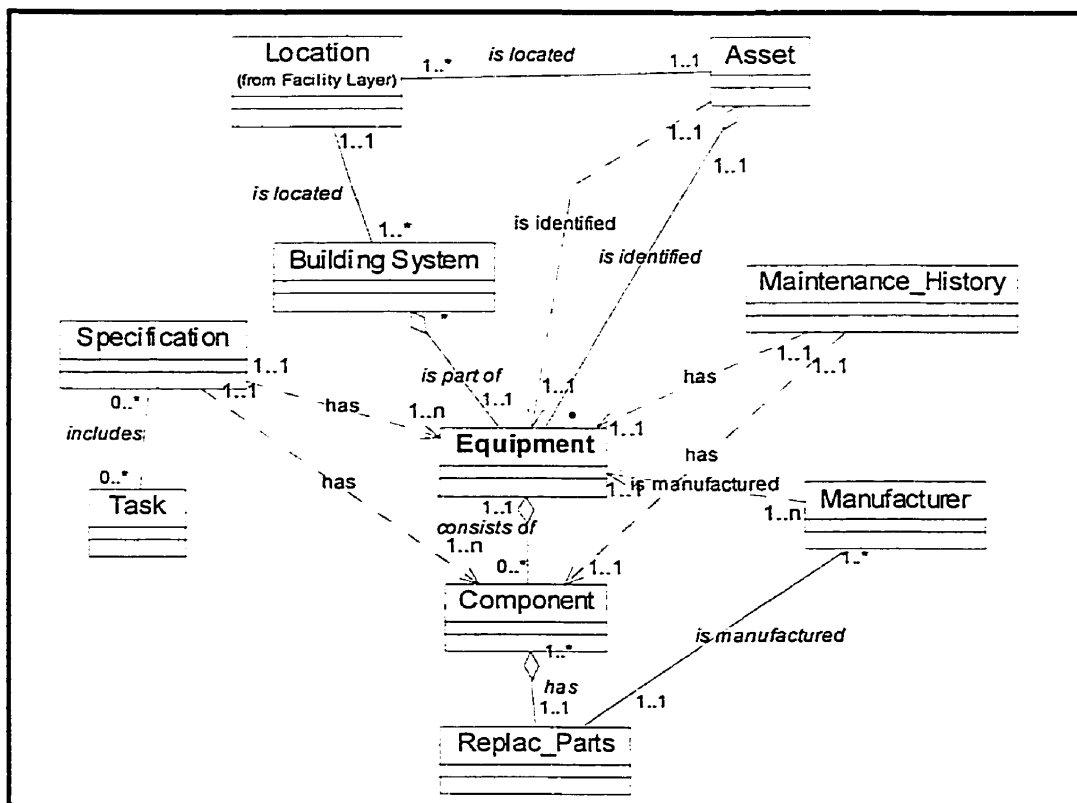 Location
(from Facility Layer)
1..*
is located
1..1
Asset
1..1
1..1
1..1
is located
is identified
is identified
1..*
Building System
Maintenance_History
*
Specification
1..1
1..1
is part of
1..1
1..1
has
1..1
1..1
0..*
has
1..n
*
1..1
includes
Equipment
has
0..*
has
is manufactured
1..1
Task
1..1
Manufacturer
1..n
consists of
1..n
0..*
1..1
1..*
Component
is manufactured
1..*
has
1..1
1..1
Replac_Parts